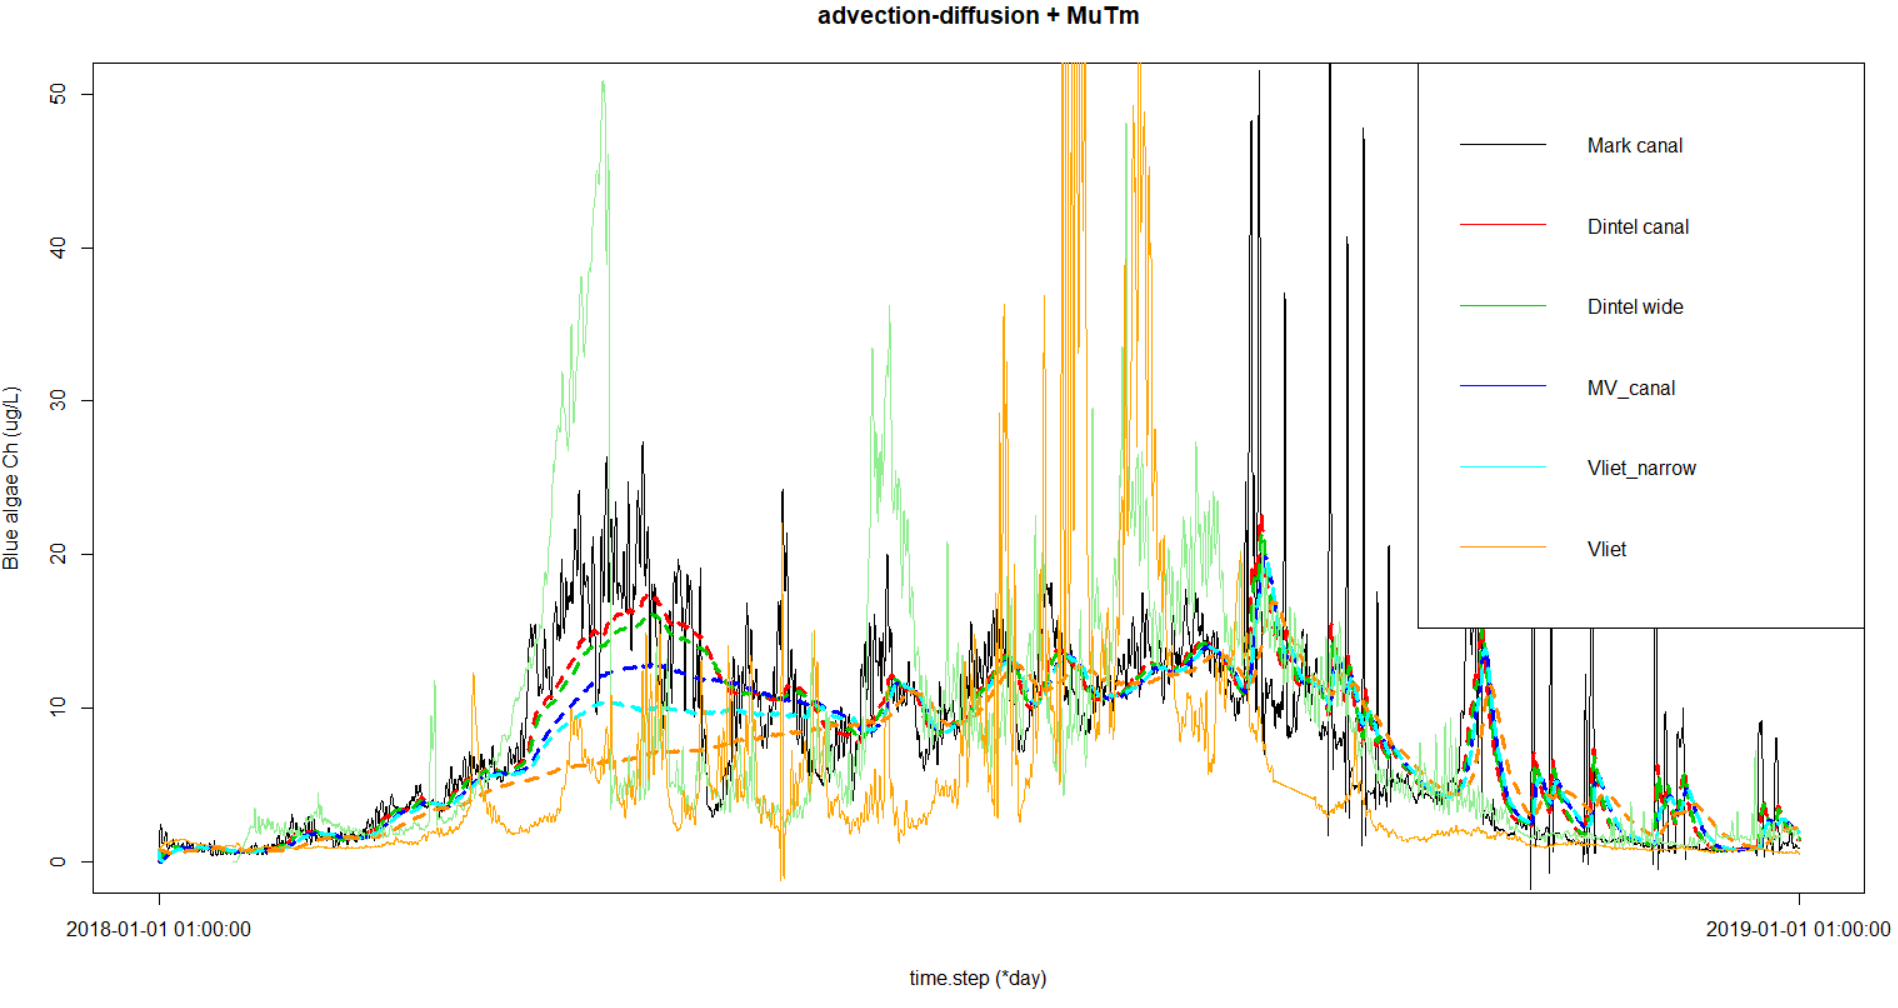 advection-diffusion + MuTm
Blue algae Ch (ug/L)
50
40
30
20
10
0
Mark canal
Dintel canal
Dintel wide
MV_canal
Vliet_narrow
Vliet
2018-01-01 01:00:00
2019-01-01 01:00:00
time.step (*day)